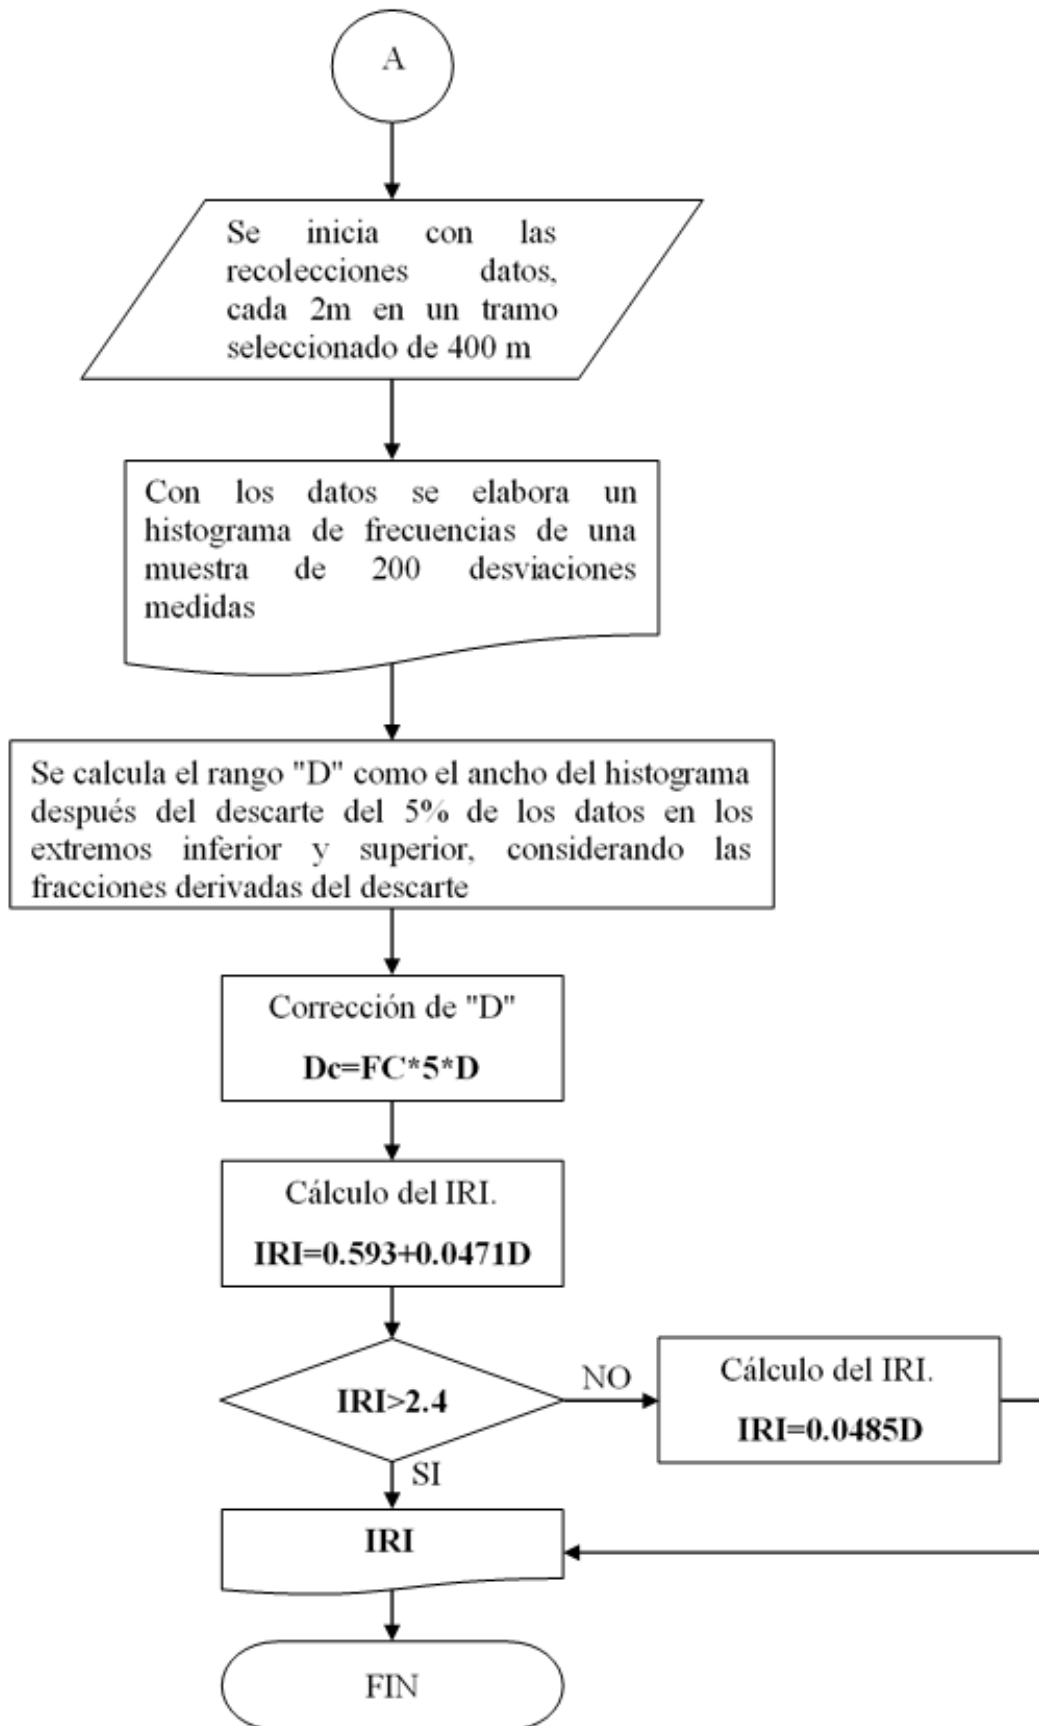 A
Se inicia con las
recolecciones datos,
cada 2m en un tramo
seleccionado de 400 m
Con los datos se elabora un
histograma de frecuencias de una
muestra de 200 desviaciones
medidas
Se calcula el rango "D" como el ancho del histograma
después del descarte del 5% de los datos en los
extremos inferior y superior, considerando las
fracciones derivadas del descarte
Corrección de "D"
Dc=FC*5*D
Cálculo del IRI.
IRI=0.593+0.0471D
IRI>2.4
NO
Cálculo del IRI.
IRI=0.0485D
SI
IRI
FIN